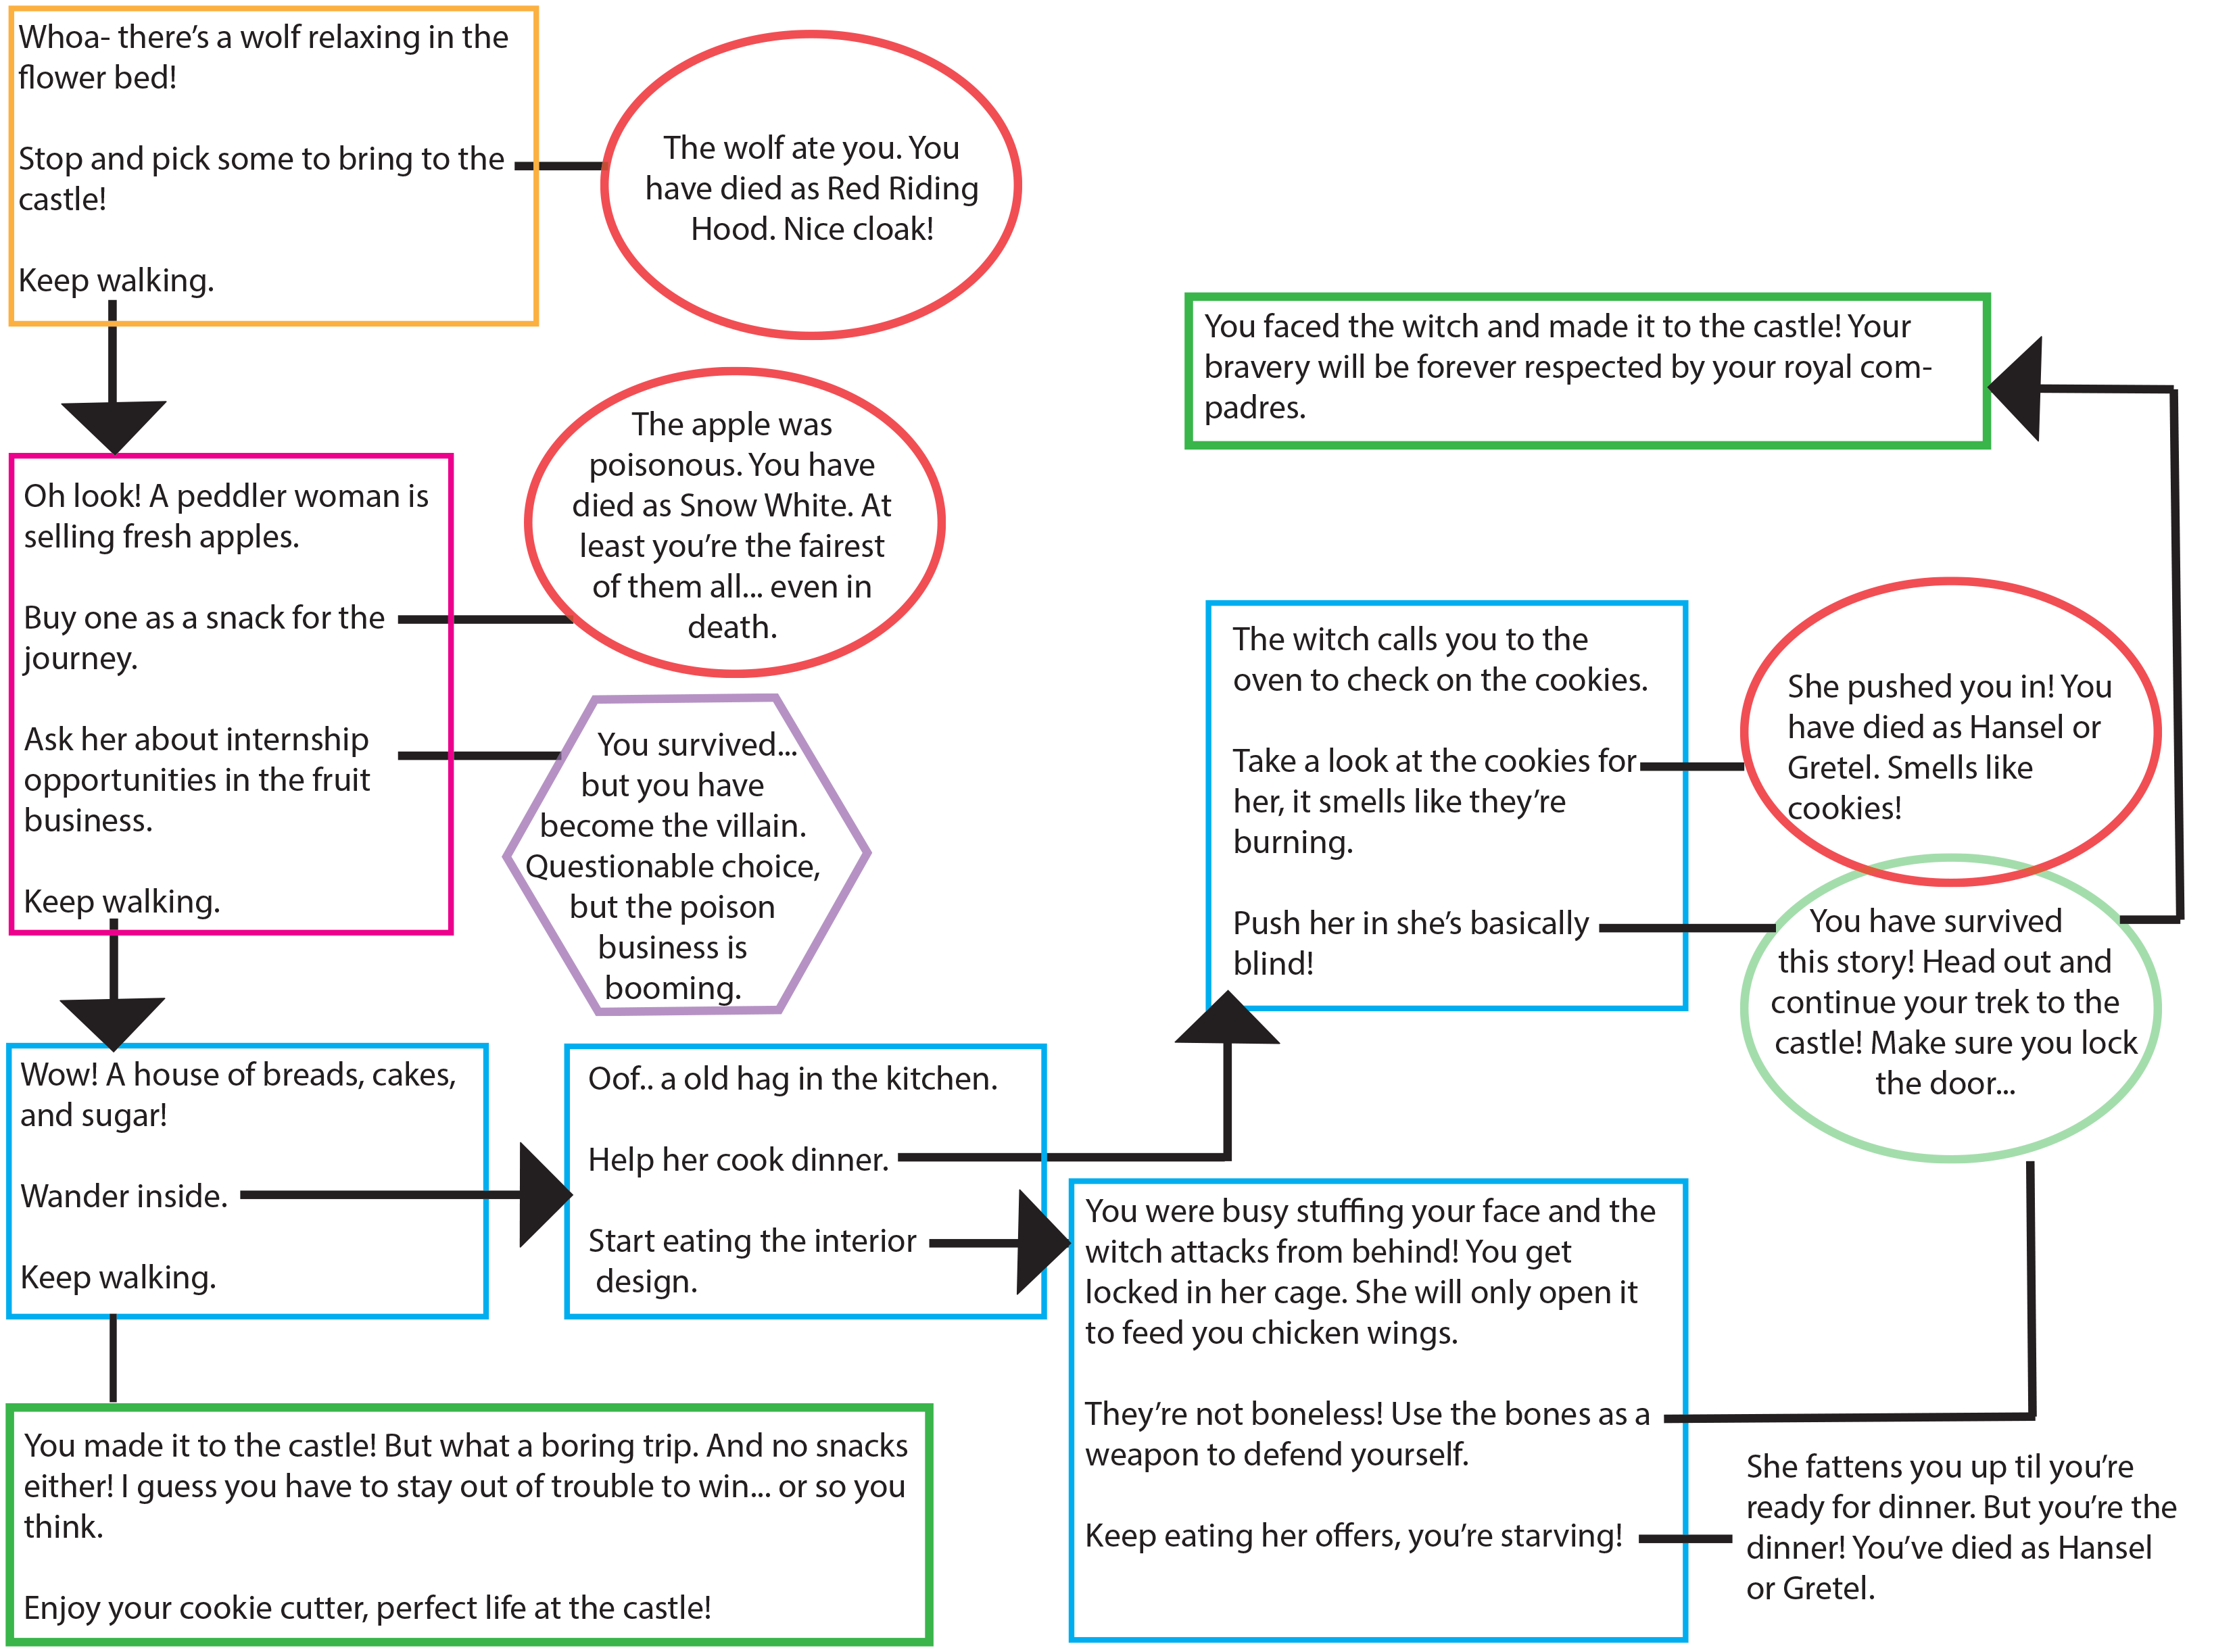 Whoa- there's a wolf relaxing in the
flower bed!
Stop and pick some to bring to the
castle!
Keep walking.
The wolf ate you. You
have died as Red Riding
Hood. Nice cloak!
Oh look! A peddler woman is
selling fresh apples.
Buy one as a snack for the
journey.
Ask her about internship
opportunities in the fruit
business.
Keep walking.
The apple was
poisonous. You have
died as Snow White. At
least you're the fairest
of them all... even in
death.
You survived...
but you have
become the villain.
Questionable choice,
but the poison
business is
booming.
Wow! A house of breads, cakes,
and sugar!
Wander inside.
Keep walking.
You made it to the castle! But what a boring trip. And no snacks
either! I guess you have to stay out of trouble to win... or so you
think.
Enjoy your cookie cutter, perfect life at the castle!
Oof.. a old hag in the kitchen.
Help her cook dinner.
Start eating the interior
design.
You were busy stuffing your face and the
witch attacks from behind! You get
locked in her cage. She will only open it
to feed you chicken wings.
They're not boneless! Use the bones as a
weapon to defend yourself.
Keep eating her offers, you're starving!
She fattens you up til you're
ready for dinner. But you're the
dinner! You've died as Hansel
or Gretel.
The witch calls you to the
oven to check on the cookies.
Take a look at the cookies for
her, it smells like they're
burning.
Push her in she's basically
blind!
She pushed you in! You
have died as Hansel or
Gretel. Smells like
cookies!
You have survived
this story! Head out and
continue your trek to the
castle! Make sure you lock
the door...
You faced the witch and made it to the castle! Your
bravery will be forever respected by your royal com-
padres.